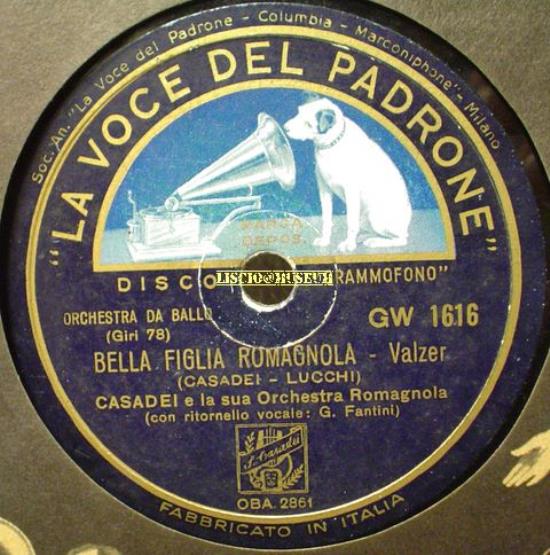 Soc. An. "La Voce del Padrone - Columbia - Marconiphone" - Milano
"LA VOCE DEL PADRONE"
MARCA
DEPOS.
DISCO RAMMOFONO"
LISCIO@MUSEUM
ORCHESTRA DA BALLO
(Giri 78)
GW 1616
BELLA FIGLIA ROMAGNOLA - Valzer
(CASADEI - LUCCHI)
CASADEI e la sua Orchestra Romagnola
(con ritornello vocale: G. Fantini)
S. Casadei
OBA. 2861
FABBRICATO IN ITALIA